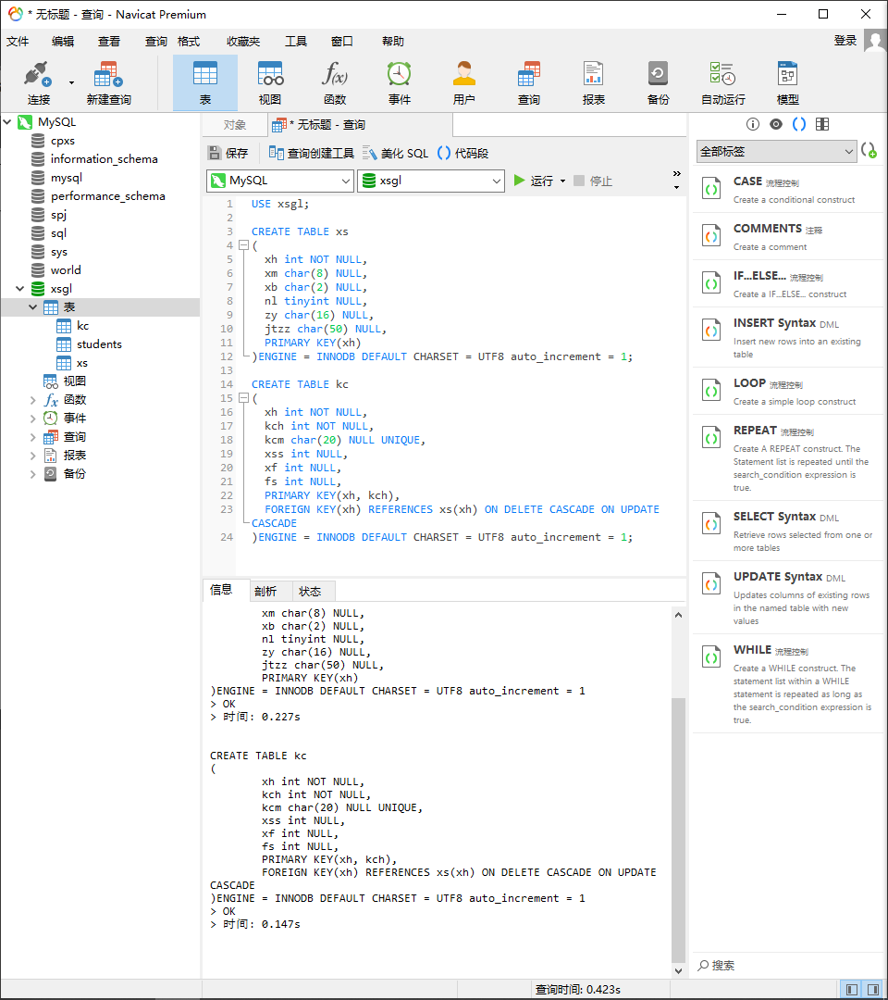 * 无标题 - 查询 - Navicat Premium
文件 编辑 查看 查询 格式 收藏夹 工具 窗口 帮助 登录
连接 新建查询 表 视图 函数 事件 用户 查询 报表 备份 自动运行 模型
MySQL
cpxs
information_schema
mysql
performance_schema
spj
sql
sys
world
xsgl
表
kc
students
xs
视图
函数
事件
查询
报表
备份
对象 * 无标题 - 查询
保存 查询创建工具 美化 SQL 代码段
MySQL xsgl 运行 停止
1 USE xsgl;
2
3 CREATE TABLE xs
4 (
5 xh int NOT NULL,
6 xm char(8) NULL,
7 xb char(2) NULL,
8 nl tinyint NULL,
9 zy char(16) NULL,
10 jtzz char(50) NULL,
11 PRIMARY KEY(xh)
12 )ENGINE = INNODB DEFAULT CHARSET = UTF8 auto_increment = 1;
13
14 CREATE TABLE kc
15 (
16 xh int NOT NULL,
17 kch int NOT NULL,
18 kcm char(20) NULL UNIQUE,
19 xss int NULL,
20 xf int NULL,
21 fs int NULL,
22 PRIMARY KEY(xh, kch),
23 FOREIGN KEY(xh) REFERENCES xs(xh) ON DELETE CASCADE ON UPDATE
CASCADE
24 )ENGINE = INNODB DEFAULT CHARSET = UTF8 auto_increment = 1;
信息 剖析 状态
xm char(8) NULL,
xb char(2) NULL,
nl tinyint NULL,
zy char(16) NULL,
jtzz char(50) NULL,
PRIMARY KEY(xh)
)ENGINE = INNODB DEFAULT CHARSET = UTF8 auto_increment = 1
> OK
> 时间: 0.227s
CREATE TABLE kc
(
xh int NOT NULL,
kch int NOT NULL,
kcm char(20) NULL UNIQUE,
xss int NULL,
xf int NULL,
fs int NULL,
PRIMARY KEY(xh, kch),
FOREIGN KEY(xh) REFERENCES xs(xh) ON DELETE CASCADE ON UPDATE
CASCADE
)ENGINE = INNODB DEFAULT CHARSET = UTF8 auto_increment = 1
> OK
> 时间: 0.147s
全部标签
CASE 流程控制
Create a conditional construct
COMMENTS 注释
Create a comment
IF...ELSE... 流程控制
Create a IF...ELSE... construct
INSERT Syntax DML
Insert new rows into an existing
table
LOOP 流程控制
Create a simple loop construct
REPEAT 流程控制
Create A REPEAT construct. The
Statement list is repeated until the
search_condition expression is
true.
SELECT Syntax DML
Retrieve rows selected from one or
more tables
UPDATE Syntax DML
Updates columns of existing rows
in the named table with new
values
WHILE 流程控制
Create a WHILE construct. The
statement list within a WHILE
statement is repeated as long as
the search_condition expression is
true.
搜索
查询时间: 0.423s